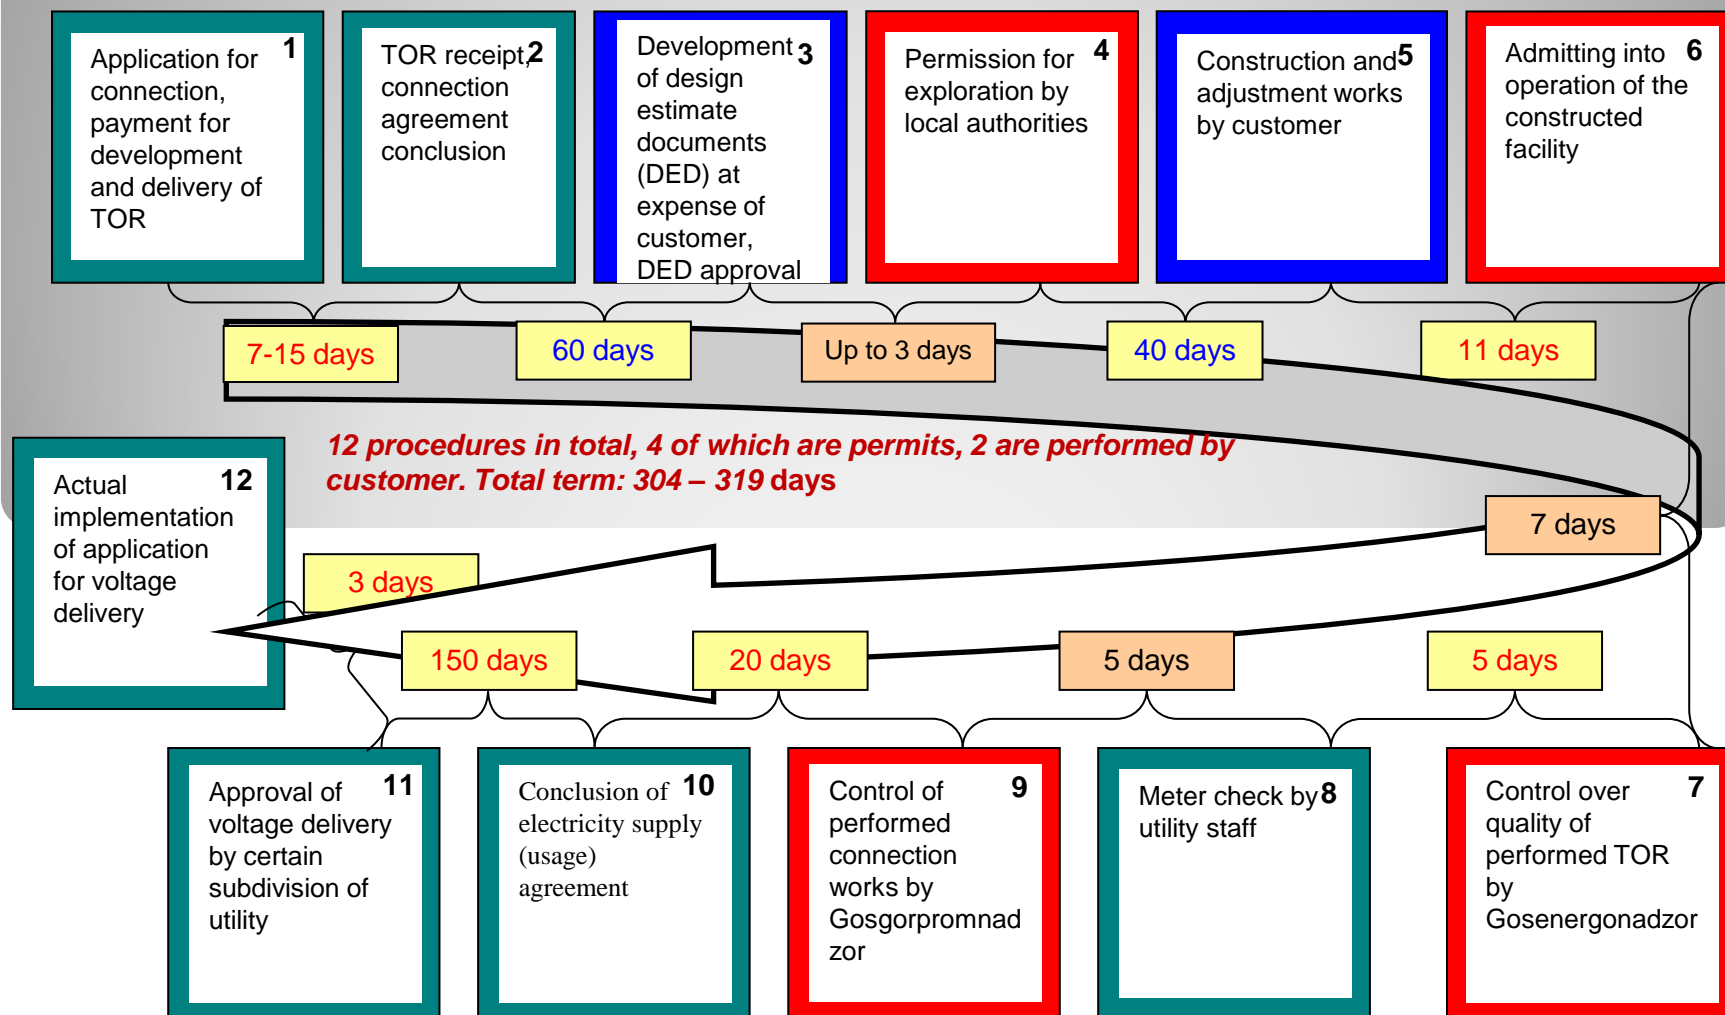 1
Application for
connection,
payment for
development
and delivery of
TOR
2
TOR receipt,
connection
agreement
conclusion
3
Development
of design
estimate
documents
(DED) at
expense of
customer,
DED approval
4
Permission for
exploration by
local authorities
5
Construction and
adjustment works
by customer
6
Admitting into
operation of the
constructed
facility
7-15 days
60 days
Up to 3 days
40 days
11 days
12 procedures in total, 4 of which are permits, 2 are performed by
customer. Total term: 304 – 319 days
12
Actual
implementation
of application
for voltage
delivery
7 days
3 days
150 days
20 days
5 days
5 days
11
Approval of
voltage delivery
by certain
subdivision of
utility
10
Conclusion of
electricity supply
(usage)
agreement
9
Control of
performed
connection
works by
Gosgorpromnad
zor
8
Meter check by
utility staff
7
Control over
quality of
performed TOR
by
Gosenergonadzor